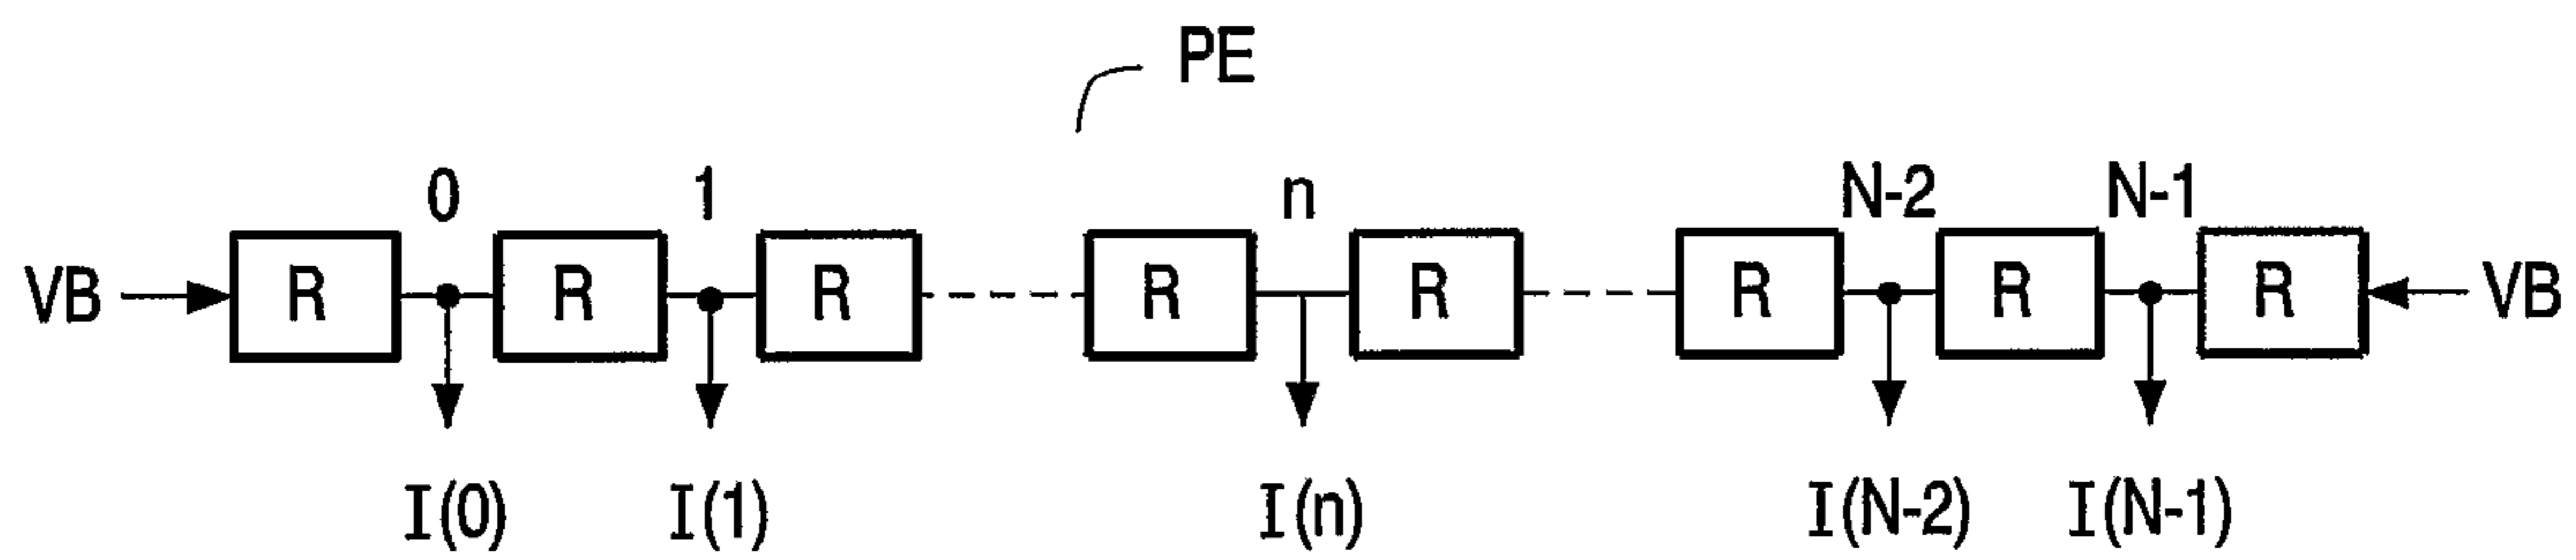 PE
0 1 n N-2 N-1
VB R R R R R R R R VB
I(0) I(1) I(n) I(N-2) I(N-1)